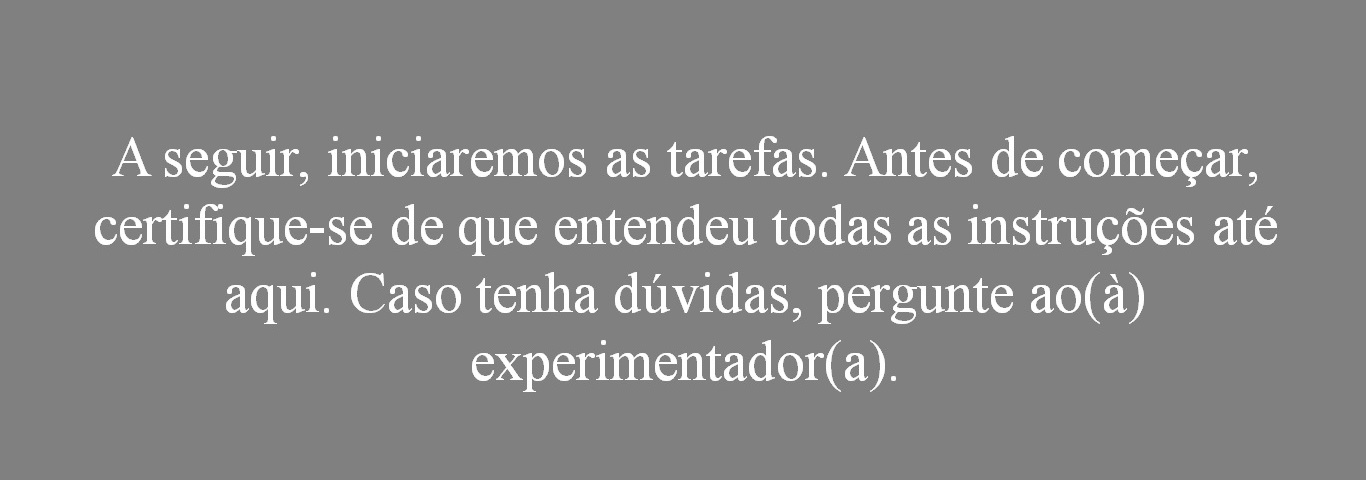 A seguir, iniciaremos as tarefas. Antes de começar,
certifique-se de que entendeu todas as instruções até
aqui. Caso tenha dúvidas, pergunte ao(à)
experimentador(a).